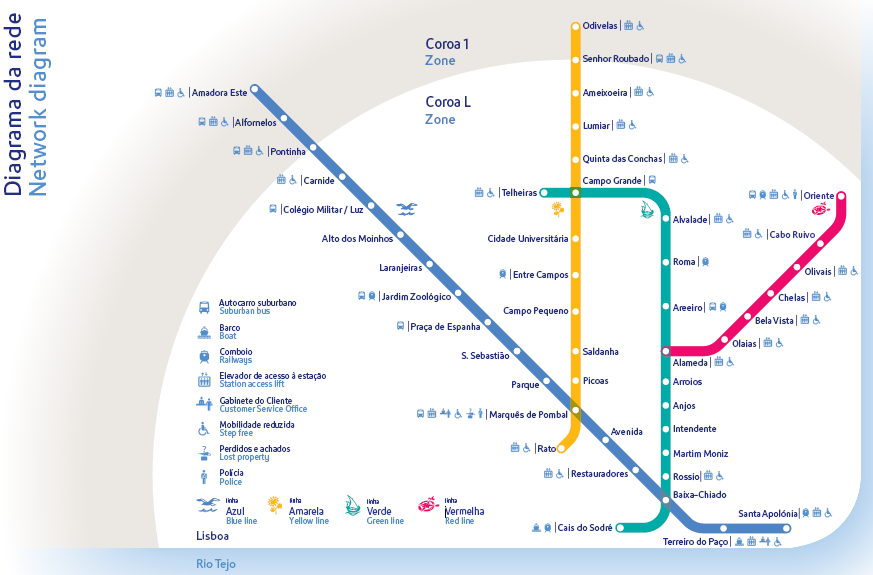 Diagrama da rede
Network diagram
Coroa 1
Zone
Coroa L
Zone
Odivelas
Senhor Roubado
Ameixoeira
Lumiar
Quinta das Conchas
Campo Grande
Telheiras
Cidade Universitária
Entre Campos
Campo Pequeno
Saldanha
Picoas
Marquês de Pombal
Rato
Amadora Este
Alfornelos
Pontinha
Carnide
Colégio Militar / Luz
Alto dos Moinhos
Laranjeiras
Jardim Zoológico
Praça de Espanha
S. Sebastião
Parque
Avenida
Restauradores
Baixa-Chiado
Terreiro do Paço
Santa Apolónia
Alvalade
Roma
Areeiro
Alameda
Arroios
Anjos
Intendente
Martim Moniz
Rossio
Cais do Sodré
Oriente
Cabo Ruivo
Olivais
Chelas
Bela Vista
Olaias
Autocarro suburbano
Suburban bus
Barco
Boat
Comboio
Railways
Elevador de acesso à estação
Station access lift
Gabinete do Cliente
Customer Service Office
Mobilidade reduzida
Step free
Perdidos e achados
Lost property
Polícia
Police
linha
Azul
Blue line
linha
Amarela
Yellow line
linha
Verde
Green line
linha
Vermelha
Red line
Lisboa
Rio Tejo